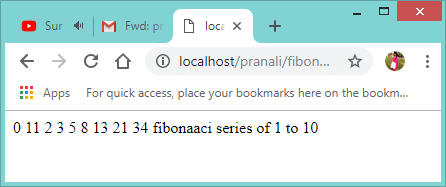 Sur
Fwd: pr
loca
localhost/pranali/fibon...
Apps
For quick access, place your bookmarks here on the bookm...
0 11 2 3 5 8 13 21 34 fibonaaci series of 1 to 10